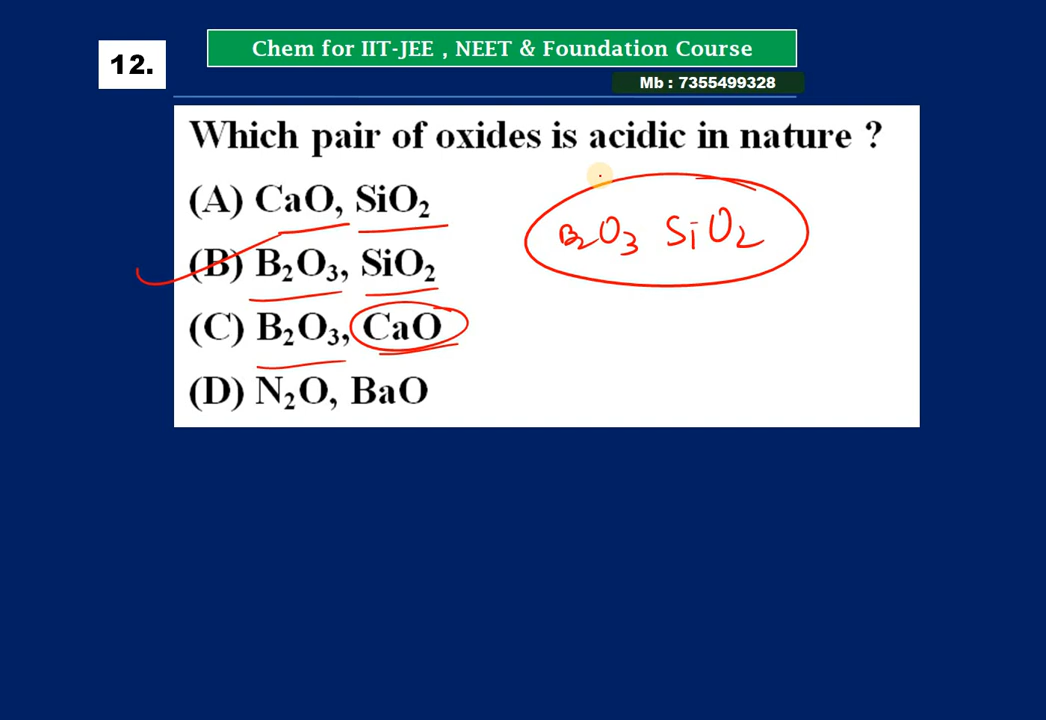 12.
Chem for IIT-JEE , NEET & Foundation Course
Mb : 7355499328
Which pair of oxides is acidic in nature ?
(A) CaO, SiO₂
(B) B₂O₃, SiO₂
(C) B₂O₃, CaO
(D) N₂O, BaO
B₂O₃ SiO₂